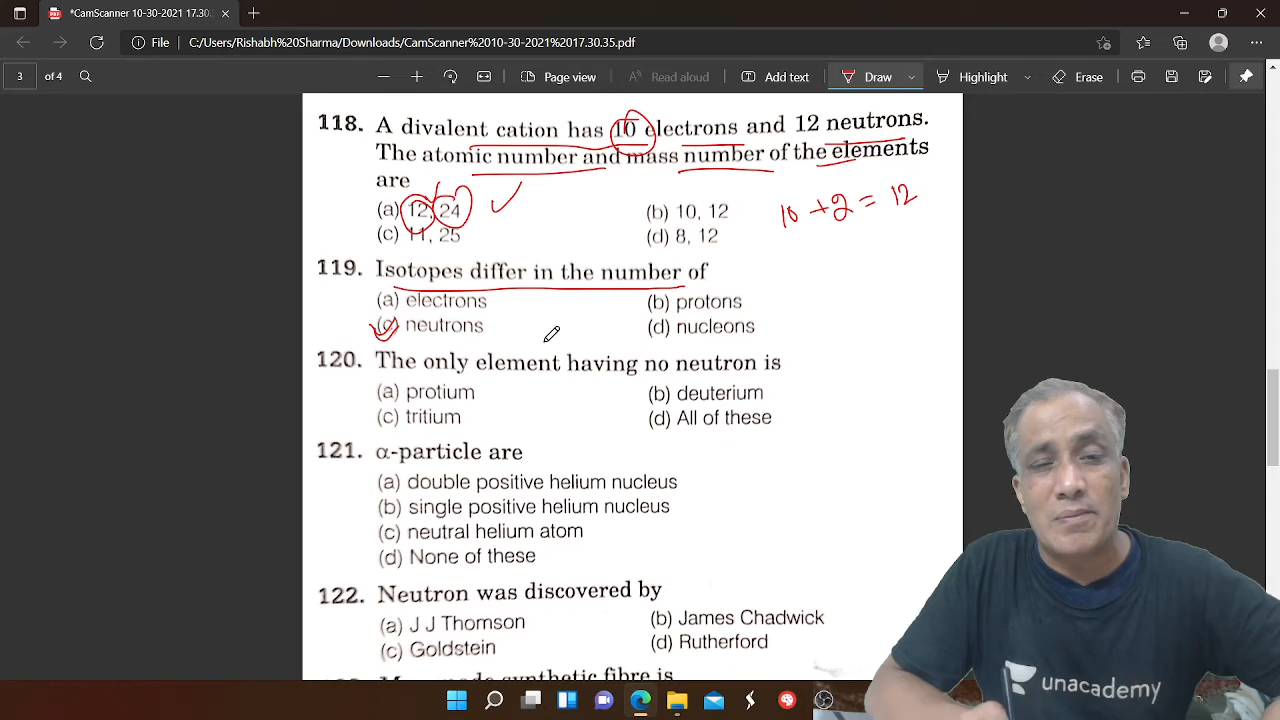 *CamScanner 10-30-2021 17.30.3
File
C:/Users/Rishabh%20Sharma/Downloads/CamScanner%2010-30-2021%2017.30.35.pdf
3 of 4
Page view
Read aloud
Add text
Draw
Highlight
Erase
118. A divalent cation has 10 electrons and 12 neutrons.
The atomic number and mass number of the elements
are
(a) 12, 24 (b) 10, 12
(c) 11, 25 (d) 8, 12
10 + 2 = 12
119. Isotopes differ in the number of
(a) electrons (b) protons
(c) neutrons (d) nucleons
120. The only element having no neutron is
(a) protium (b) deuterium
(c) tritium (d) All of these
121. α-particle are
(a) double positive helium nucleus
(b) single positive helium nucleus
(c) neutral helium atom
(d) None of these
122. Neutron was discovered by
(a) J J Thomson (b) James Chadwick
(c) Goldstein (d) Rutherford
synthetic fibre is
unacademy